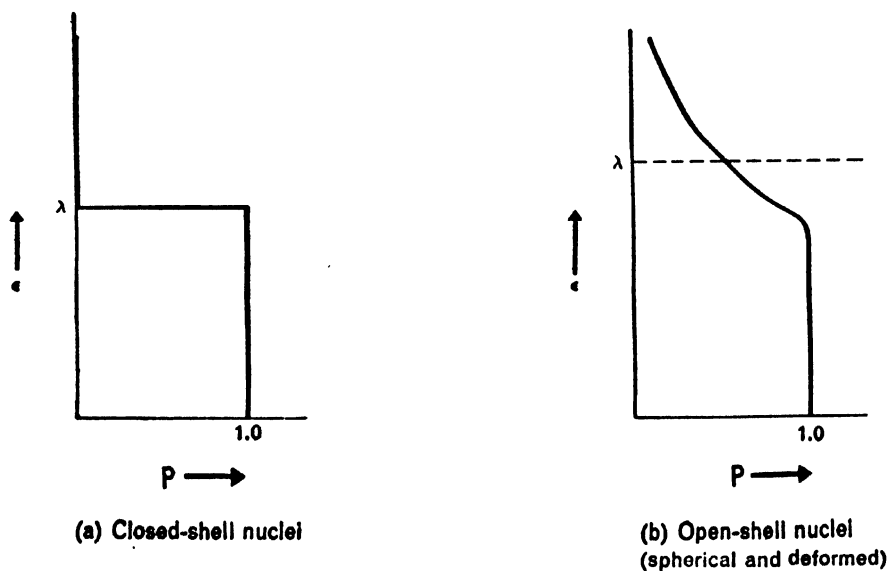 λ
ϵ
1.0
P
(a) Closed-shell nuclei
λ
ϵ
1.0
P
(b) Open-shell nuclei
(spherical and deformed)